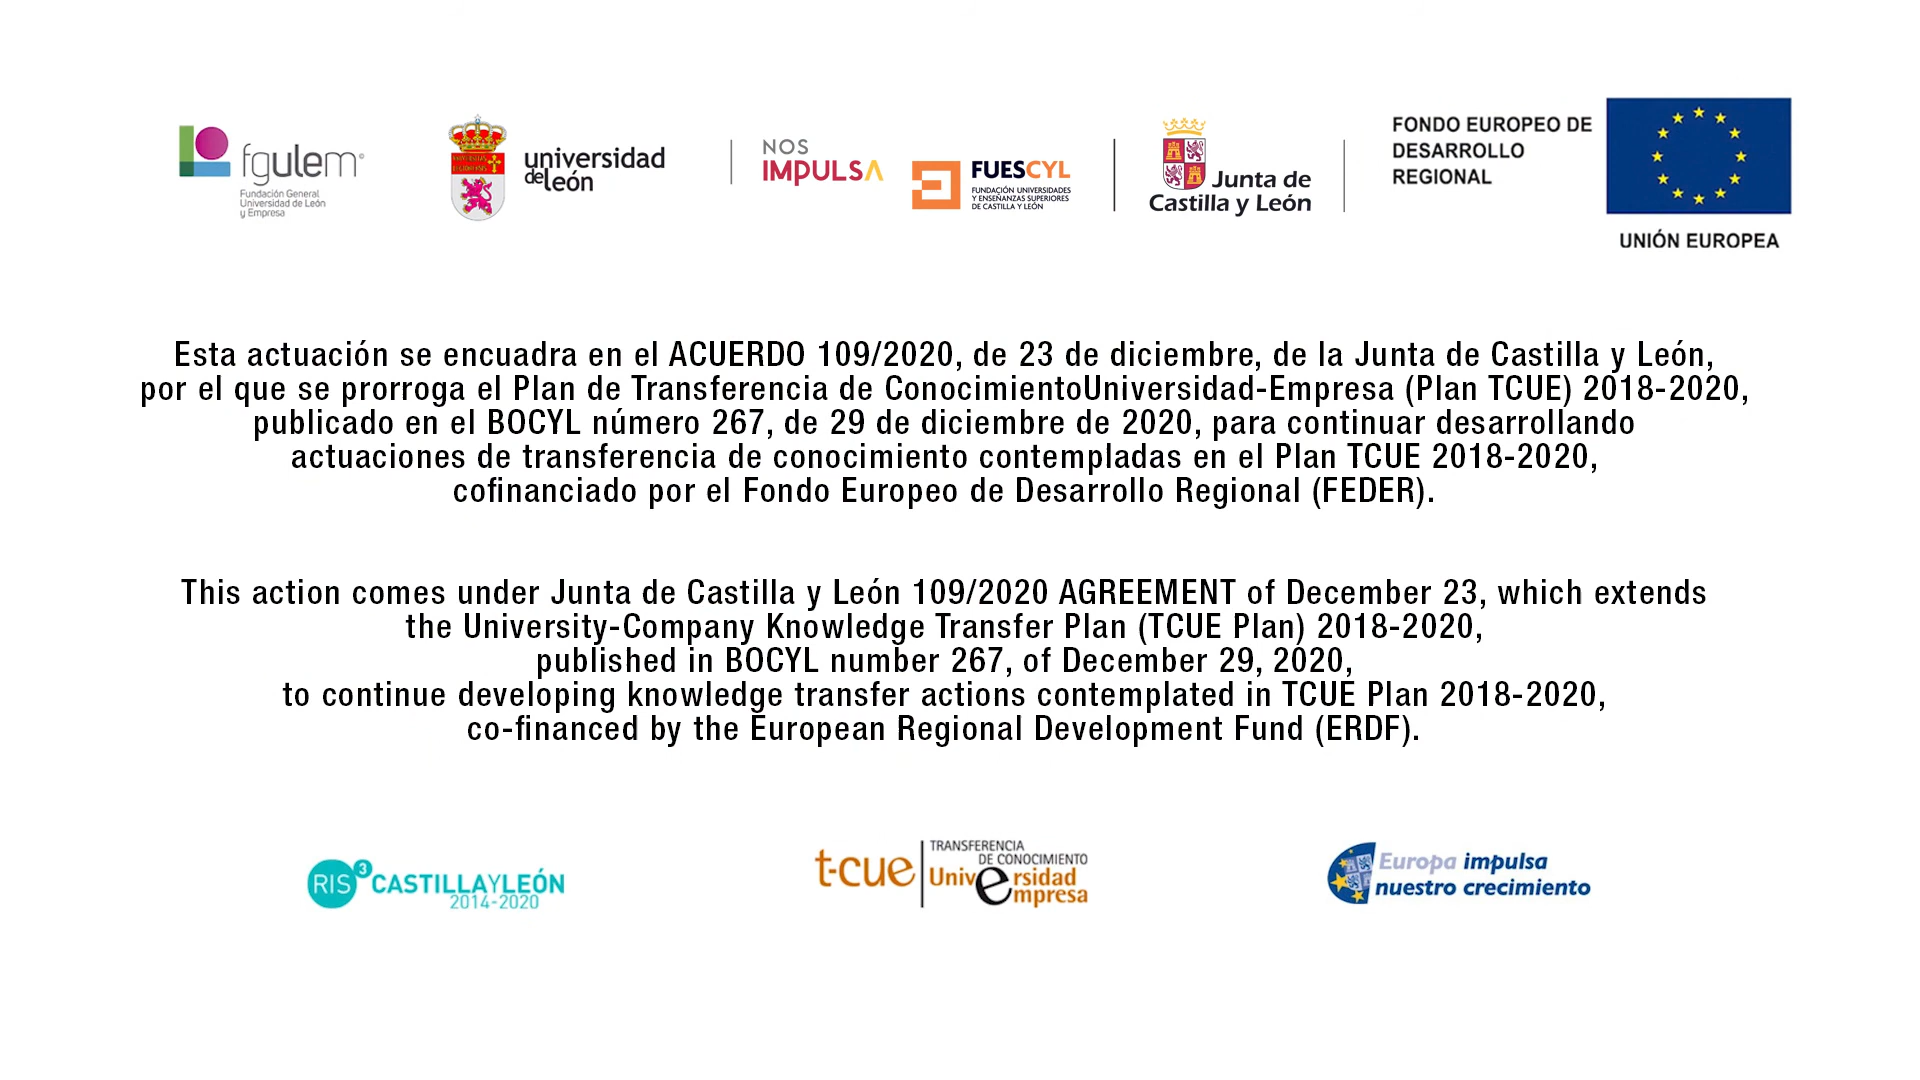 fgulem®
Fundación General
Universidad de León
y Empresa
universidad
de león
NOS
IMPULSA
FUESCYL
FUNDACIÓN UNIVERSIDADES
Y ENSEÑANZAS SUPERIORES
DE CASTILLA Y LEÓN
Junta de
Castilla y León
FONDO EUROPEO DE
DESARROLLO
REGIONAL
UNIÓN EUROPEA
Esta actuación se encuadra en el ACUERDO 109/2020, de 23 de diciembre, de la Junta de Castilla y León,
por el que se prorroga el Plan de Transferencia de ConocimientoUniversidad-Empresa (Plan TCUE) 2018-2020,
publicado en el BOCYL número 267, de 29 de diciembre de 2020, para continuar desarrollando
actuaciones de transferencia de conocimiento contempladas en el Plan TCUE 2018-2020,
cofinanciado por el Fondo Europeo de Desarrollo Regional (FEDER).
This action comes under Junta de Castilla y León 109/2020 AGREEMENT of December 23, which extends
the University-Company Knowledge Transfer Plan (TCUE Plan) 2018-2020,
published in BOCYL number 267, of December 29, 2020,
to continue developing knowledge transfer actions contemplated in TCUE Plan 2018-2020,
co-financed by the European Regional Development Fund (ERDF).
RIS3 CASTILLAYLEÓN
2014-2020
t-cue
TRANSFERENCIA
DE CONOCIMIENTO
Universidad
empresa
Europa impulsa
nuestro crecimiento